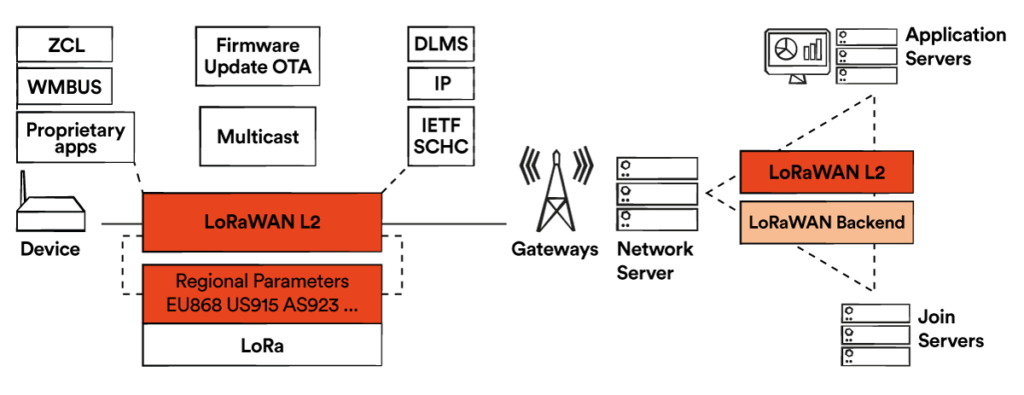 ZCL
WMBUS
Proprietary
apps
Firmware
Update OTA
Multicast
DLMS
IP
IETF
SCHC
Device
LoRaWAN L2
Regional Parameters
EU868 US915 AS923 ...
LoRa
Gateways
Network
Server
Application
Servers
LoRaWAN L2
LoRaWAN Backend
Join
Servers